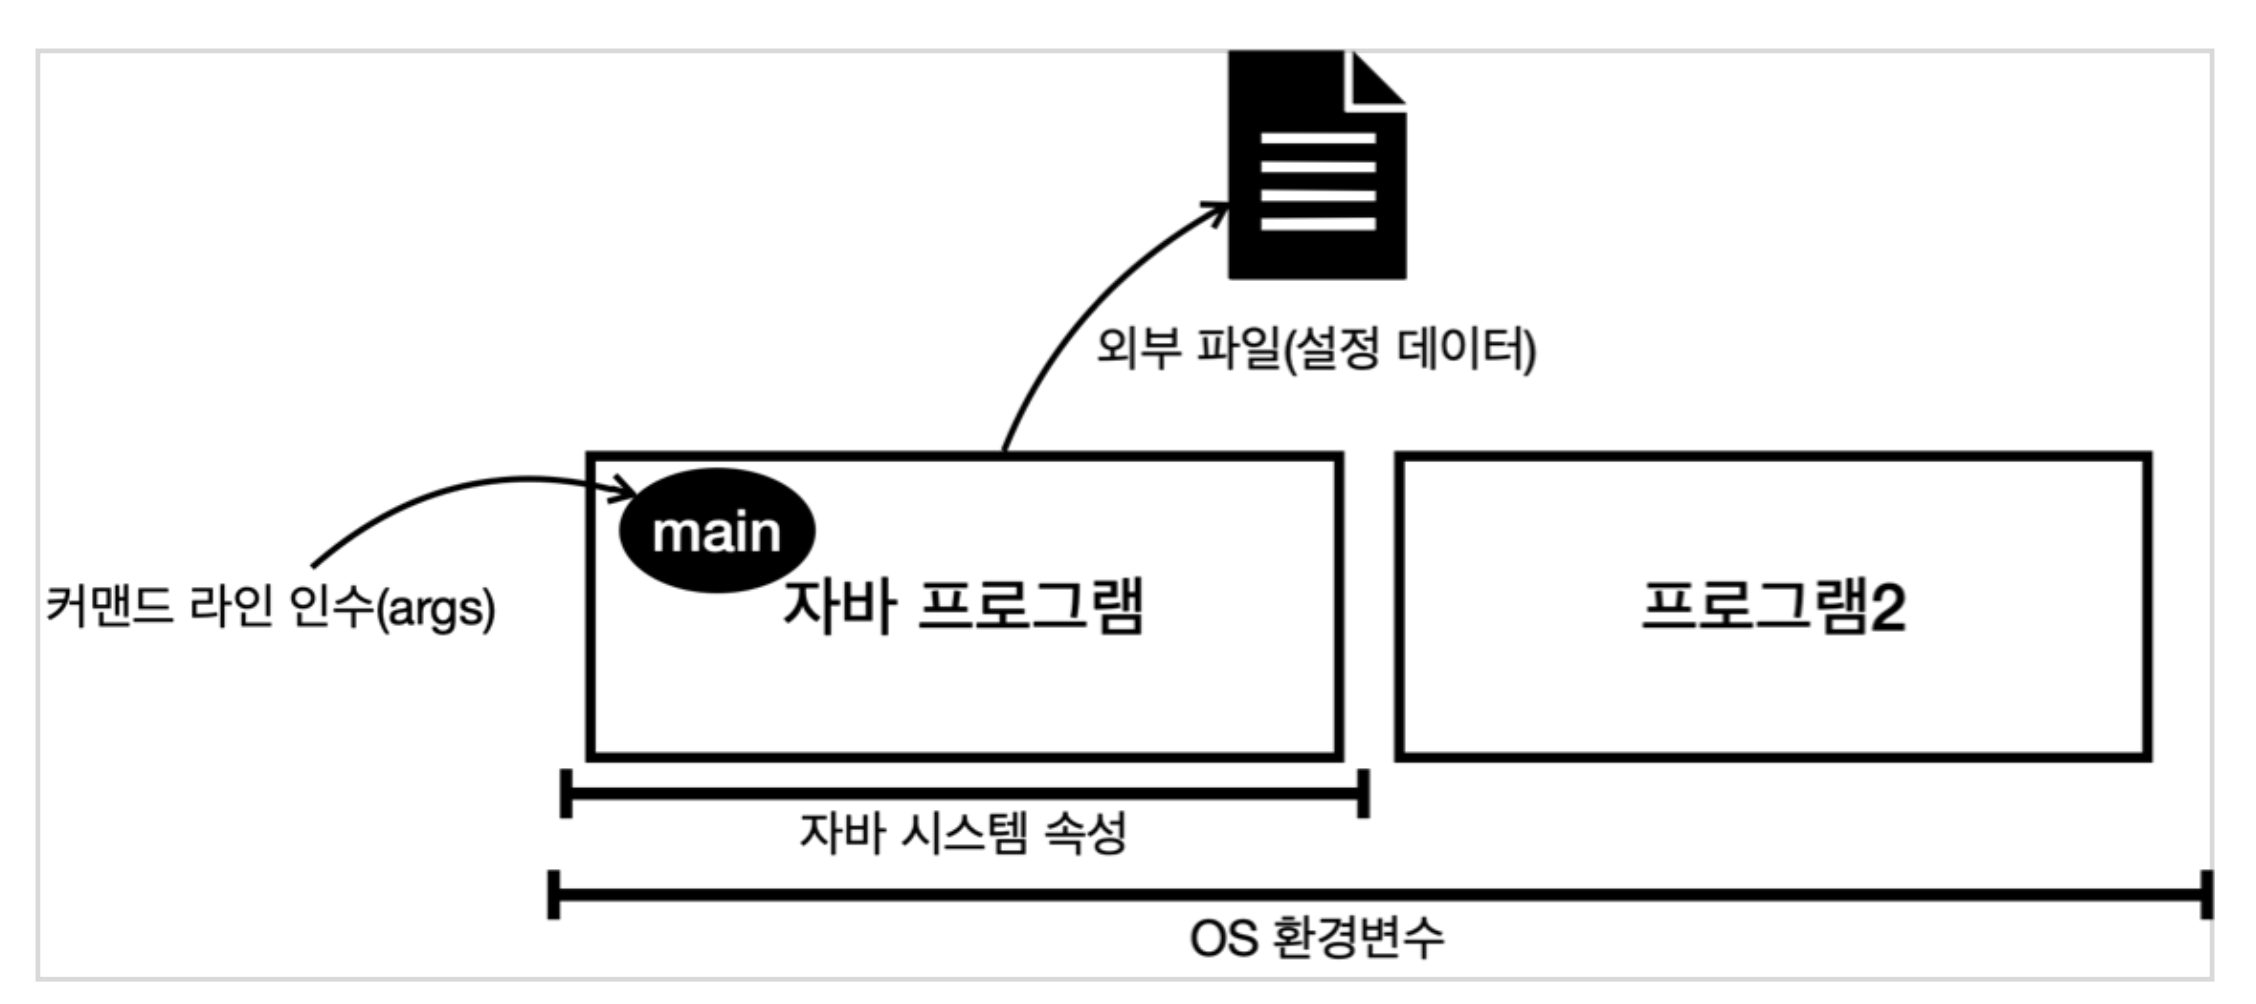 외부 파일(설정 데이터)
main
커맨드 라인 인수(args)
자바 프로그램
프로그램2
자바 시스템 속성
OS 환경변수